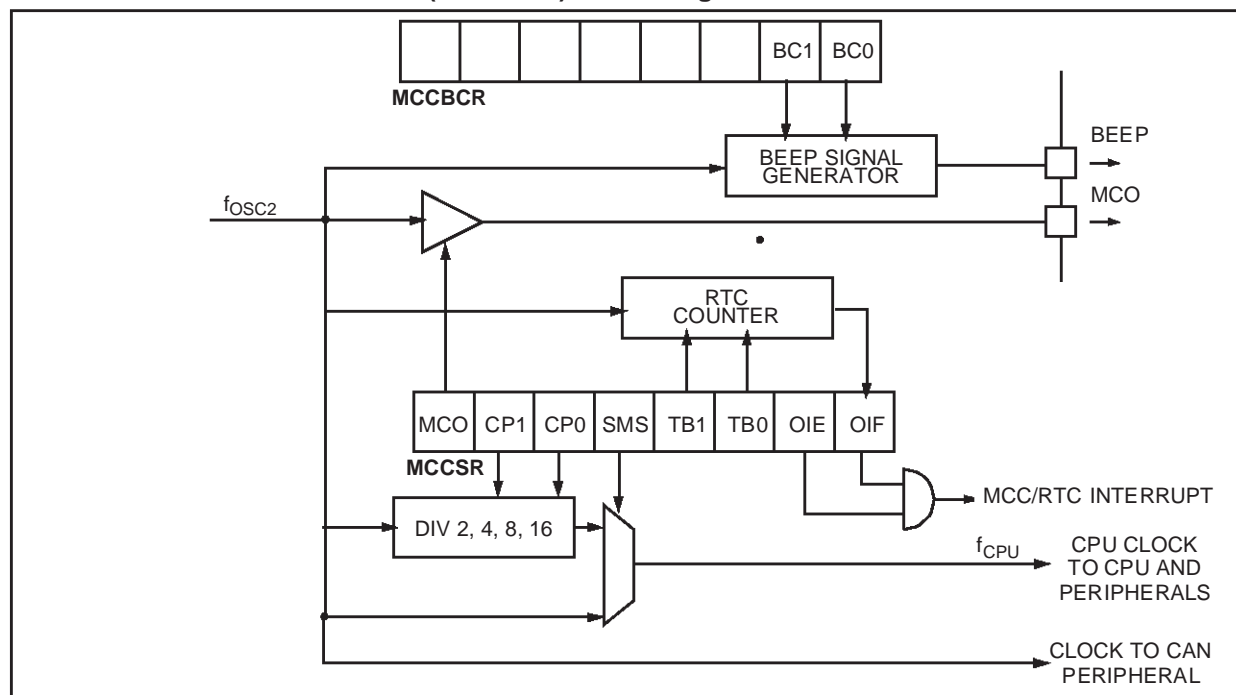 BC1 BC0
MCCBCR
BEEP
BEEP SIGNAL
GENERATOR
MCO
fOSC2
RTC
COUNTER
MCO CP1 CP0 SMS TB1 TB0 OIE OIF
MCCSR
MCC/RTC INTERRUPT
DIV 2, 4, 8, 16
fCPU
CPU CLOCK
TO CPU AND
PERIPHERALS
CLOCK TO CAN
PERIPHERAL